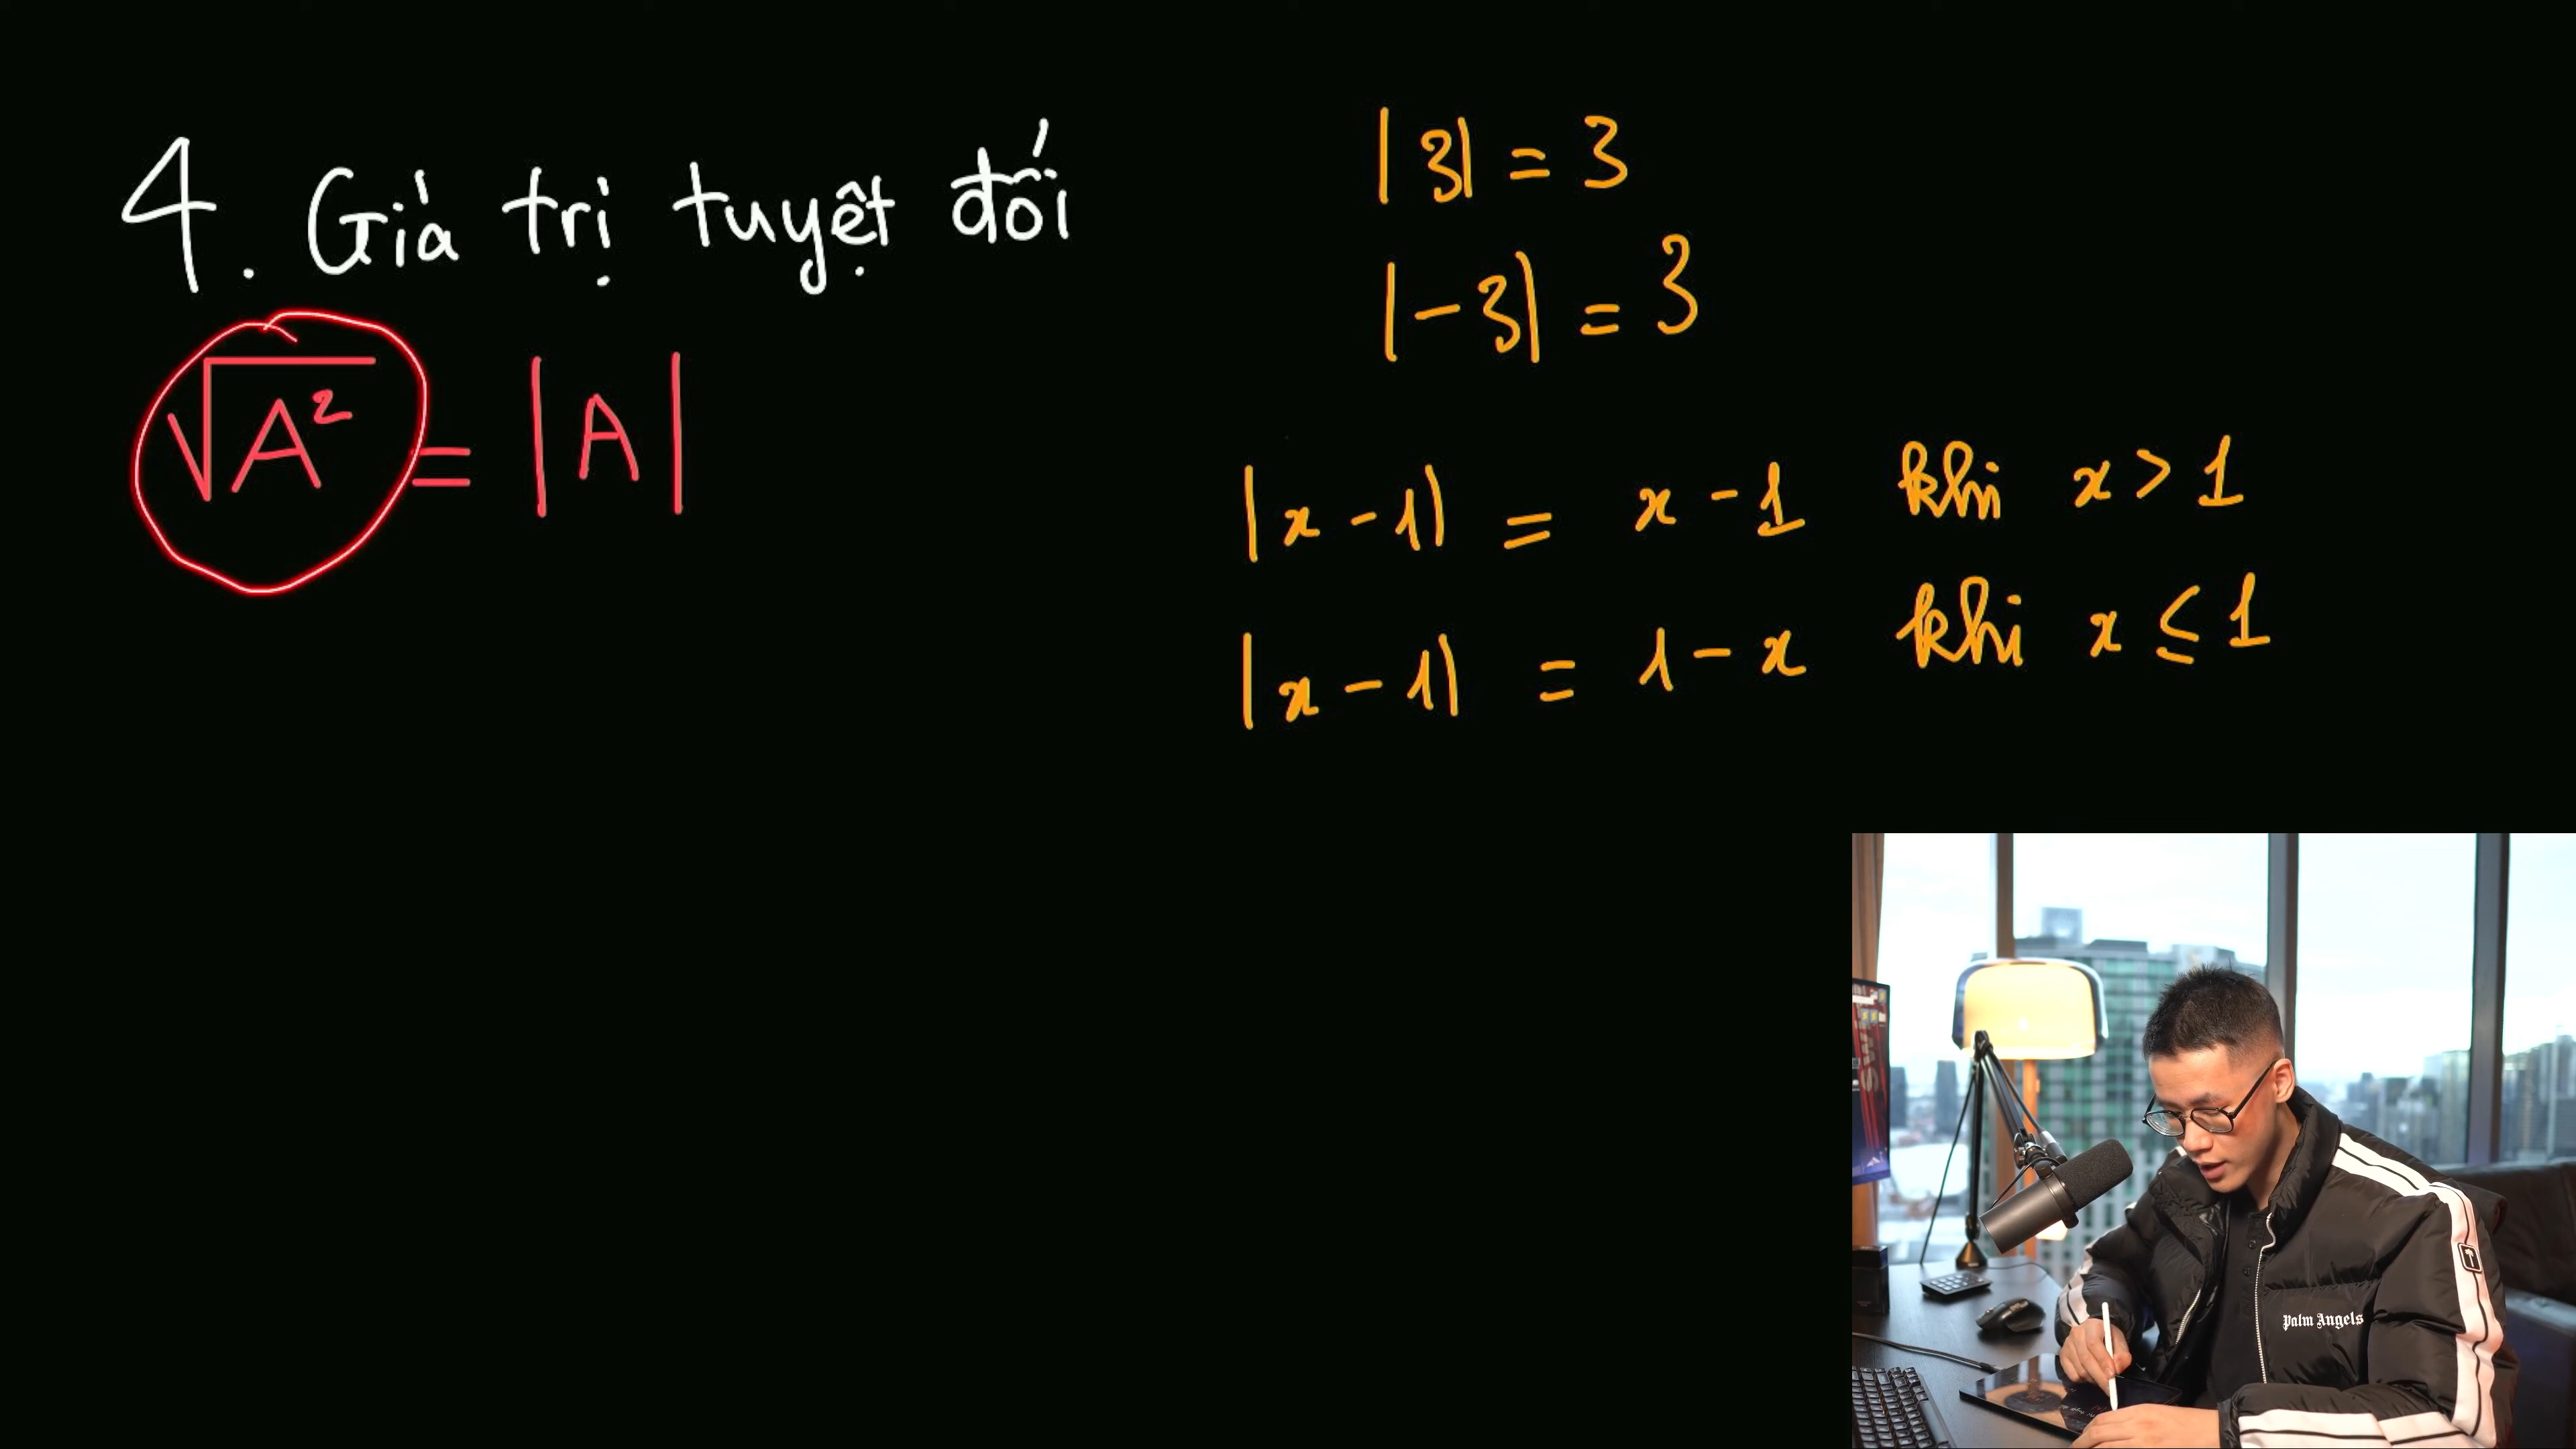 4. Giá trị tuyệt đối
√A² = |A|
|3| = 3
|-3| = 3
|x - 1| = x - 1 khi x > 1
|x - 1| = 1 - x khi x ≤ 1
Palm Angels